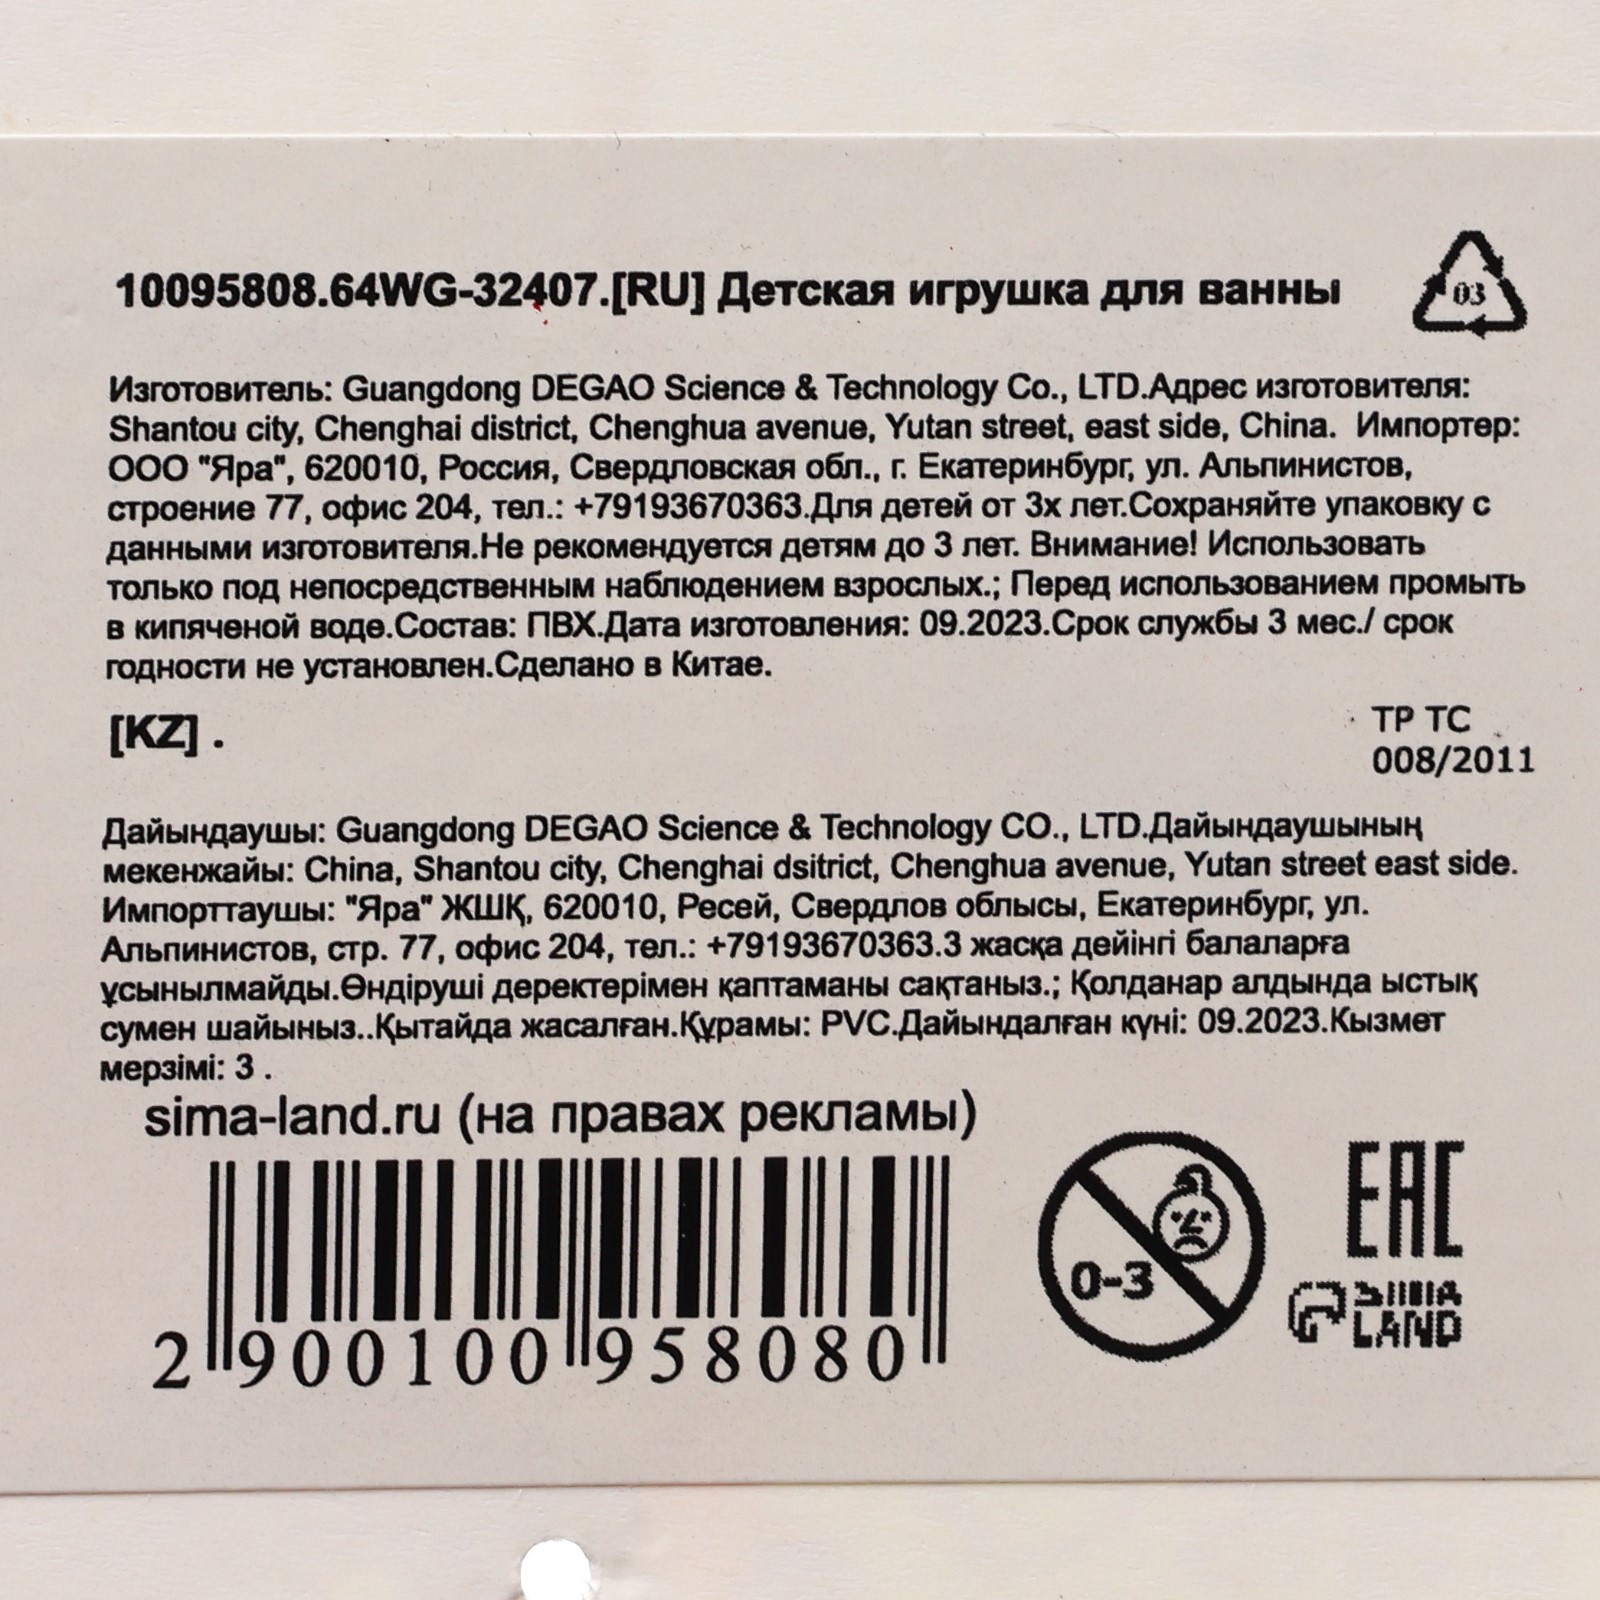 10095808.64WG-32407.[RU] Детская игрушка для ванны
03
Изготовитель: Guangdong DEGAO Science & Technology Co., LTD.Адрес изготовителя:
Shantou city, Chenghai district, Chenghua avenue, Yutan street, east side, China. Импортер:
ООО "Яра", 620010, Россия, Свердловская обл., г. Екатеринбург, ул. Альпинистов,
строение 77, офис 204, тел.: +79193670363.Для детей от 3х лет.Сохраняйте упаковку с
данными изготовителя.Не рекомендуется детям до 3 лет. Внимание! Использовать
только под непосредственным наблюдением взрослых.; Перед использованием промыть
в кипяченой воде.Состав: ПВХ.Дата изготовления: 09.2023.Срок службы 3 мес./ срок
годности не установлен.Сделано в Китае.
[KZ] .
ТР ТС
008/2011
Дайындаушы: Guangdong DEGAO Science & Technology CO., LTD.Дайындаушының
мекенжайы: China, Shantou city, Chenghai dsitrict, Chenghua avenue, Yutan street east side.
Импорттаушы: "Яра" ЖШҚ, 620010, Ресей, Свердлов облысы, Екатеринбург, ул.
Альпинистов, стр. 77, офис 204, тел.: +79193670363.3 жасқа дейінгі балаларға
ұсынылмайды.Өндіруші деректерімен қаптаманы сақтаңыз.; Қолданар алдында ыстық
сумен шайыңыз..Қытайда жасалған.Құрамы: PVC.Дайындалған күні: 09.2023.Кызмет
мерзімі: 3 .
sima-land.ru (на правах рекламы)
2 900100 958080
0-3
EAC
SIMA
LAND